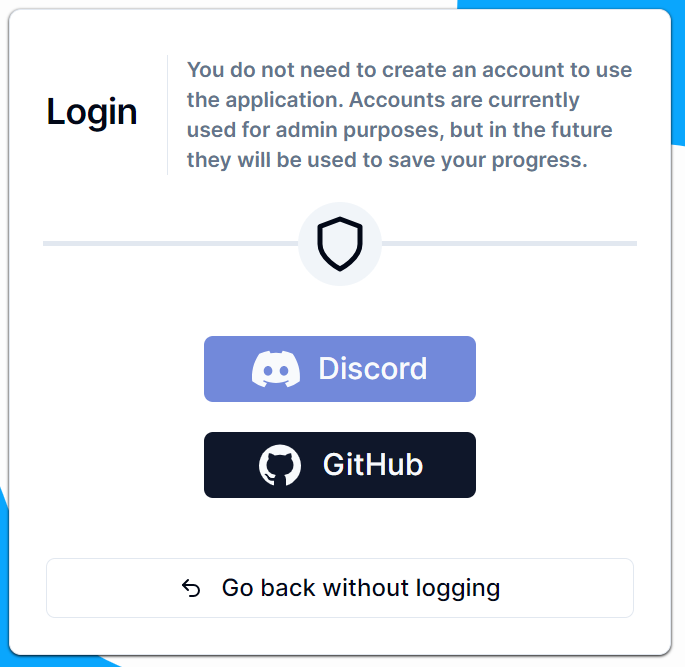 Login
You do not need to create an account to use
the application. Accounts are currently
used for admin purposes, but in the future
they will be used to save your progress.
Discord
GitHub
Go back without logging